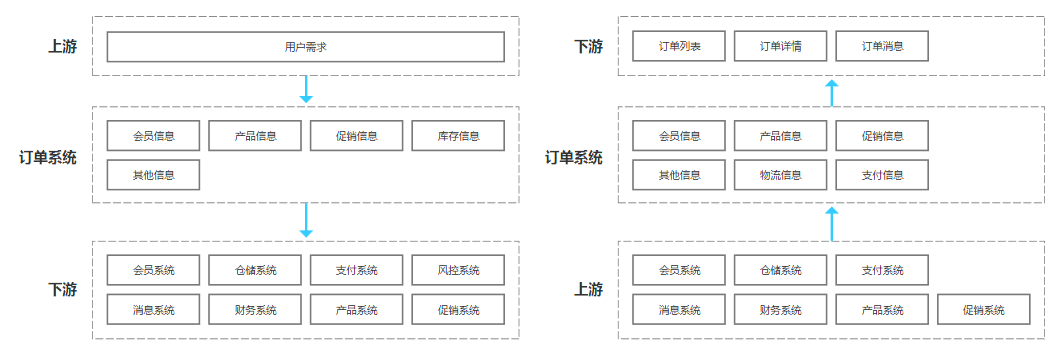 上游
用户需求
订单系统
会员信息 产品信息 促销信息 库存信息
其他信息
下游
会员系统 仓储系统 支付系统 风控系统
消息系统 财务系统 产品系统 促销系统
下游
订单列表 订单详情 订单消息
订单系统
会员信息 产品信息 促销信息
其他信息 物流信息 支付信息
上游
会员系统 仓储系统 支付系统
消息系统 财务系统 产品系统 促销系统